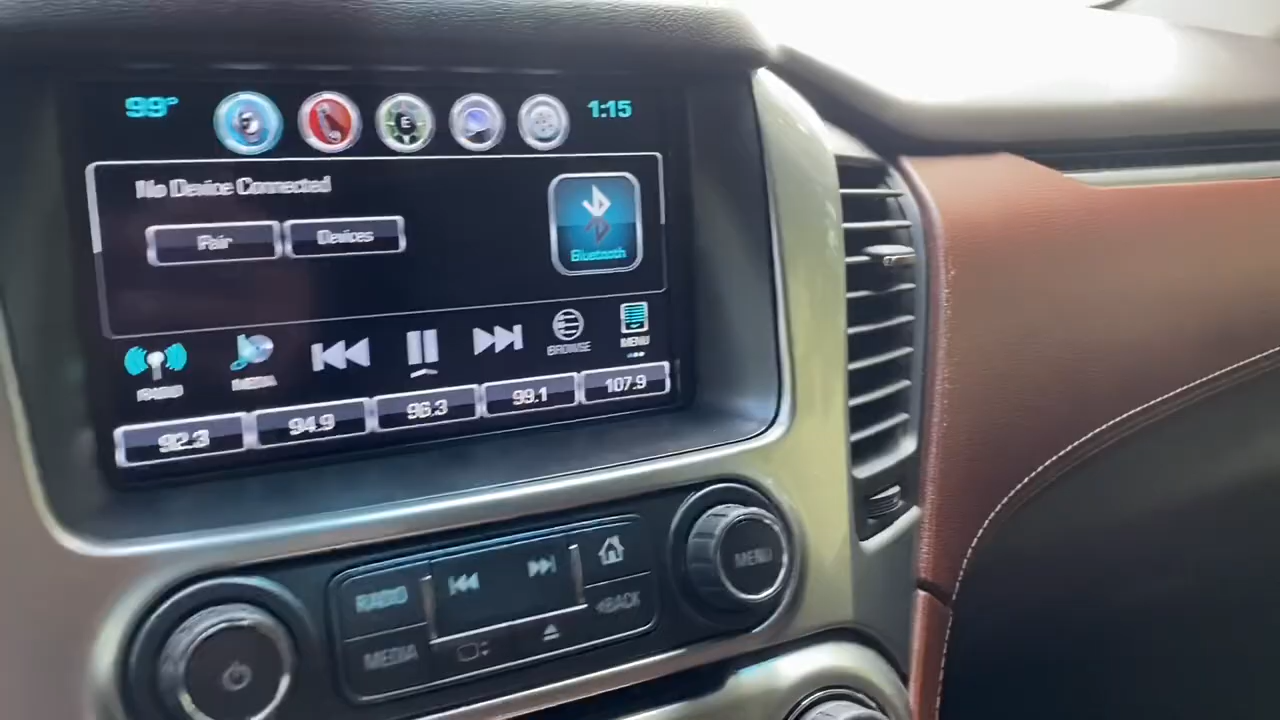 99° E 1:15
No Device Connected
Pair Devices
Bluetooth
RADIO MEDIA BROWSE MENU
92.3 94.9 96.3 99.1 107.9
RADIO MENU
MEDIA BACK